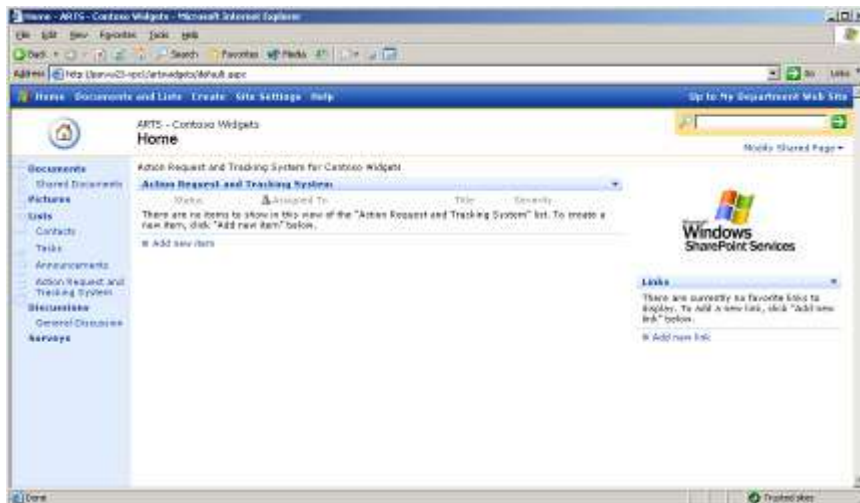 Home - ARTS - Contoso Widgets - Microsoft Internet Explorer
File Edit View Favorites Tools Help
Back Search Favorites Media
Address
Go Links
Home Documents and Lists Create Site Settings Help
Up to My Department Web Site
ARTS - Contoso Widgets
Home
Modify Shared Page
Documents
Shared Documents
Pictures
Lists
Contacts
Tasks
Announcements
Action Request and
Tracking System
Discussions
General Discussion
Surveys
Action Request and Tracking System for Contoso Widgets
Action Request and Tracking System
Status Assigned To Title Severity
There are no items to show in this view of the "Action Request and Tracking System" list. To create a
new item, click "Add new item" below.
Add new item
Microsoft
Windows
SharePoint Services
Links
There are currently no favorite links to
display. To add a new link, click "Add new
link" below.
Add new link
Done
Trusted sites